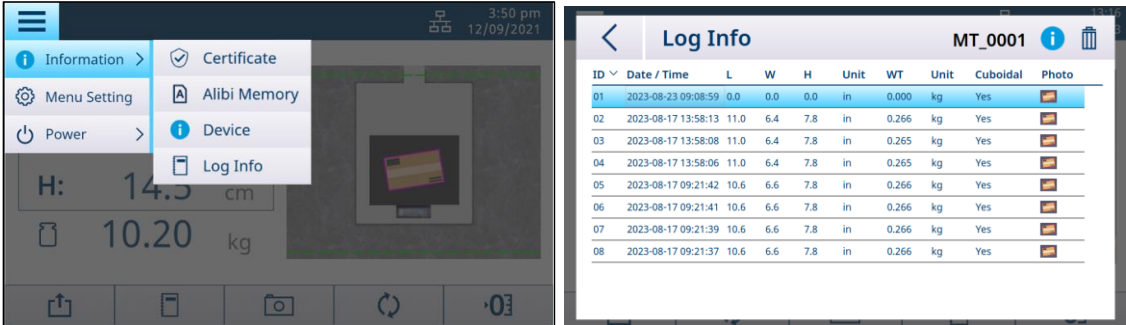 3:50 pm
12/09/2021
Information
Menu Setting
Power
Certificate
Alibi Memory
Device
Log Info
H: 14.5 cm
10.20 kg
13:16
Log Info MT_0001
ID Date / Time L W H Unit WT Unit Cuboidal Photo
01 2023-08-23 09:08:59 0.0 0.0 0.0 in 0.000 kg Yes
02 2023-08-17 13:58:13 11.0 6.4 7.8 in 0.266 kg Yes
03 2023-08-17 13:58:08 11.0 6.4 7.8 in 0.265 kg Yes
04 2023-08-17 13:58:06 11.0 6.4 7.8 in 0.265 kg Yes
05 2023-08-17 09:21:42 10.6 6.6 7.8 in 0.266 kg Yes
06 2023-08-17 09:21:41 10.6 6.6 7.8 in 0.266 kg Yes
07 2023-08-17 09:21:39 10.6 6.6 7.8 in 0.266 kg Yes
08 2023-08-17 09:21:37 10.6 6.6 7.8 in 0.266 kg Yes